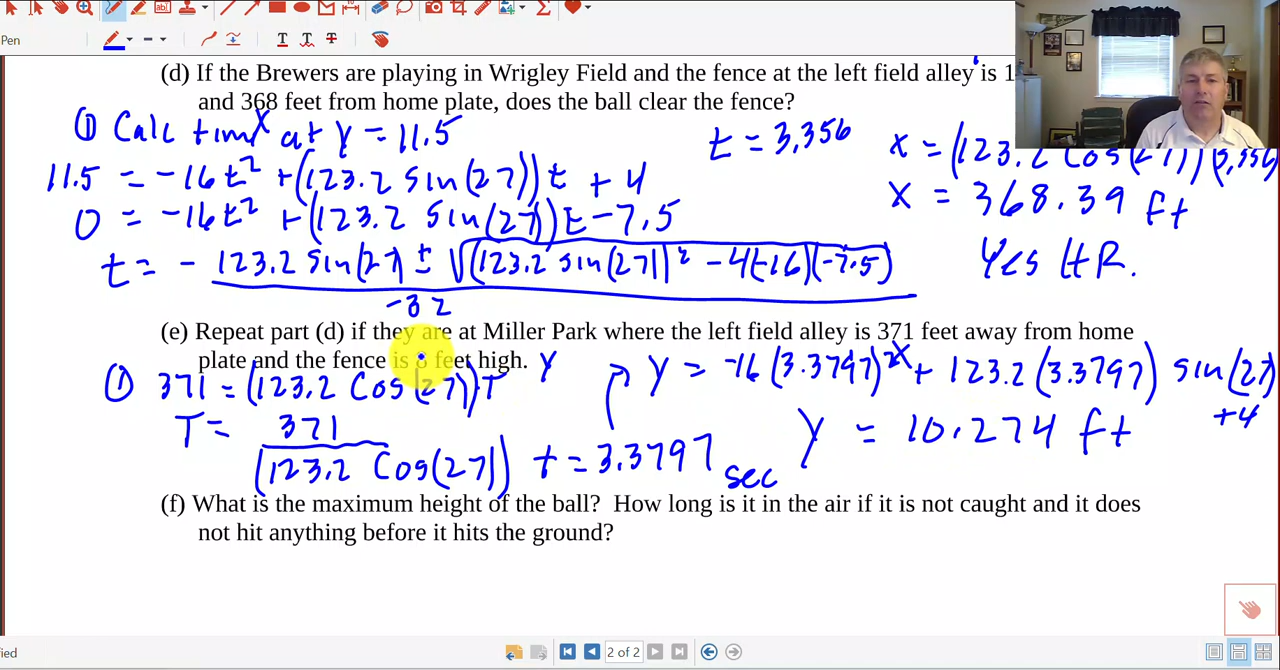 Pen
(d) If the Brewers are playing in Wrigley Field and the fence at the left field alley is 1
and 368 feet from home plate, does the ball clear the fence?
① Calc time at Y = 11.5
x
t = 3.356
x = (123.2 cos(27))(3.356)
11.5 = -16t² + (123.2 sin(27))t + 4
x = 368.39 ft
0 = -16t² + (123.2 sin(27))t - 7.5
t = - 123.2 sin(27) ± √(123.2 sin(27))² - 4(-16)(-7.5)
-32
Yes HR.
(e) Repeat part (d) if they are at Miller Park where the left field alley is 371 feet away from home
plate and the fence is 8 feet high.
Y
x
① 371 = (123.2 cos(27))T
Y = -16(3.3797)² + 123.2(3.3797) sin(27)
+4
T = 371
(123.2 cos(27))
t = 3.3797 sec
Y = 10.274 ft
(f) What is the maximum height of the ball? How long is it in the air if it is not caught and it does
not hit anything before it hits the ground?
2 of 2
ied